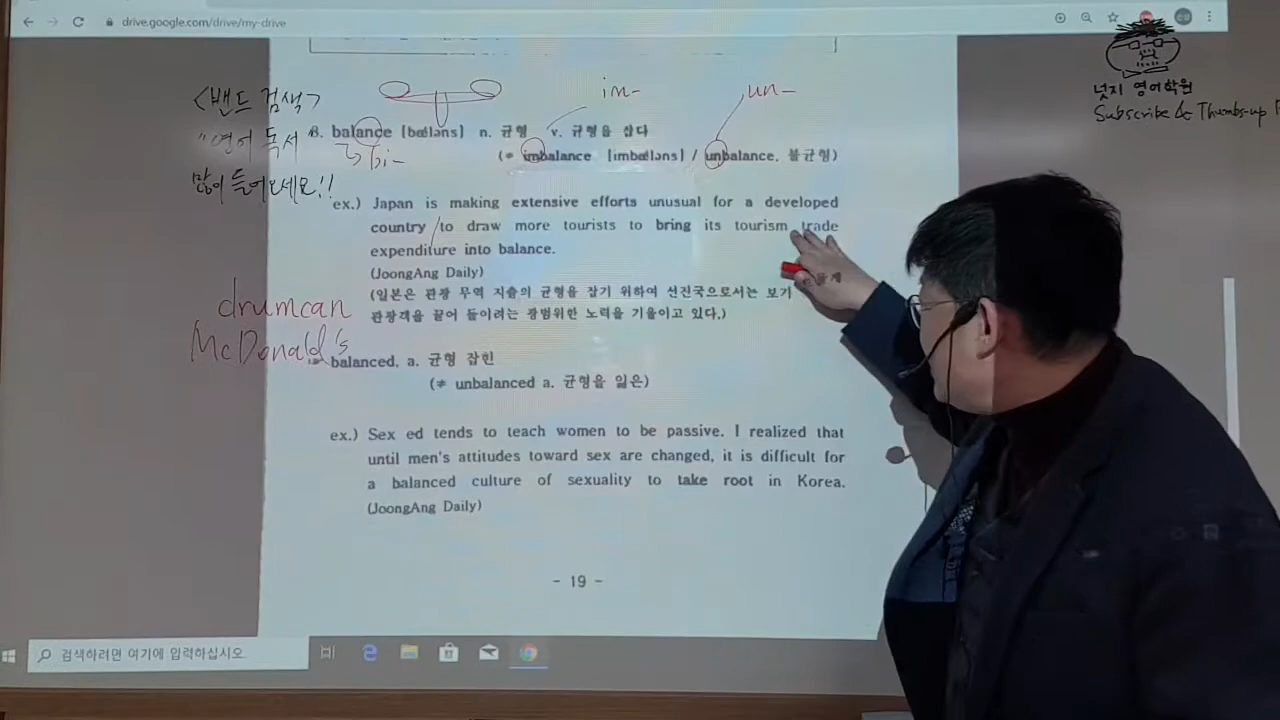 drive.google.com/drive/my-drive
넛지 영어학원
Subscribe & Thumbs-up
<밴드 검색>
"연어 독서
많이 들어오세요!!
im-
un-
8. balance [bǽləns] n. 균형 v. 균형을 잡다
bi-
(≠ imbalance [ımbǽləns] / unbalance, 불균형)
ex.) Japan is making extensive efforts unusual for a developed
country to draw more tourists to bring its tourism trade
expenditure into balance.
(JoongAng Daily)
(일본은 관광 무역 지출의 균형을 잡기 위하여 선진국으로서는 보기 드물게
관광객을 끌어 들이려는 광범위한 노력을 기울이고 있다.)
drumcan
McDonald's
balanced, a. 균형 잡힌
(≠ unbalanced a. 균형을 잃은)
ex.) Sex ed tends to teach women to be passive. I realized that
until men's attitudes toward sex are changed, it is difficult for
a balanced culture of sexuality to take root in Korea.
(JoongAng Daily)
- 19 -
검색하려면 여기에 입력하십시오.